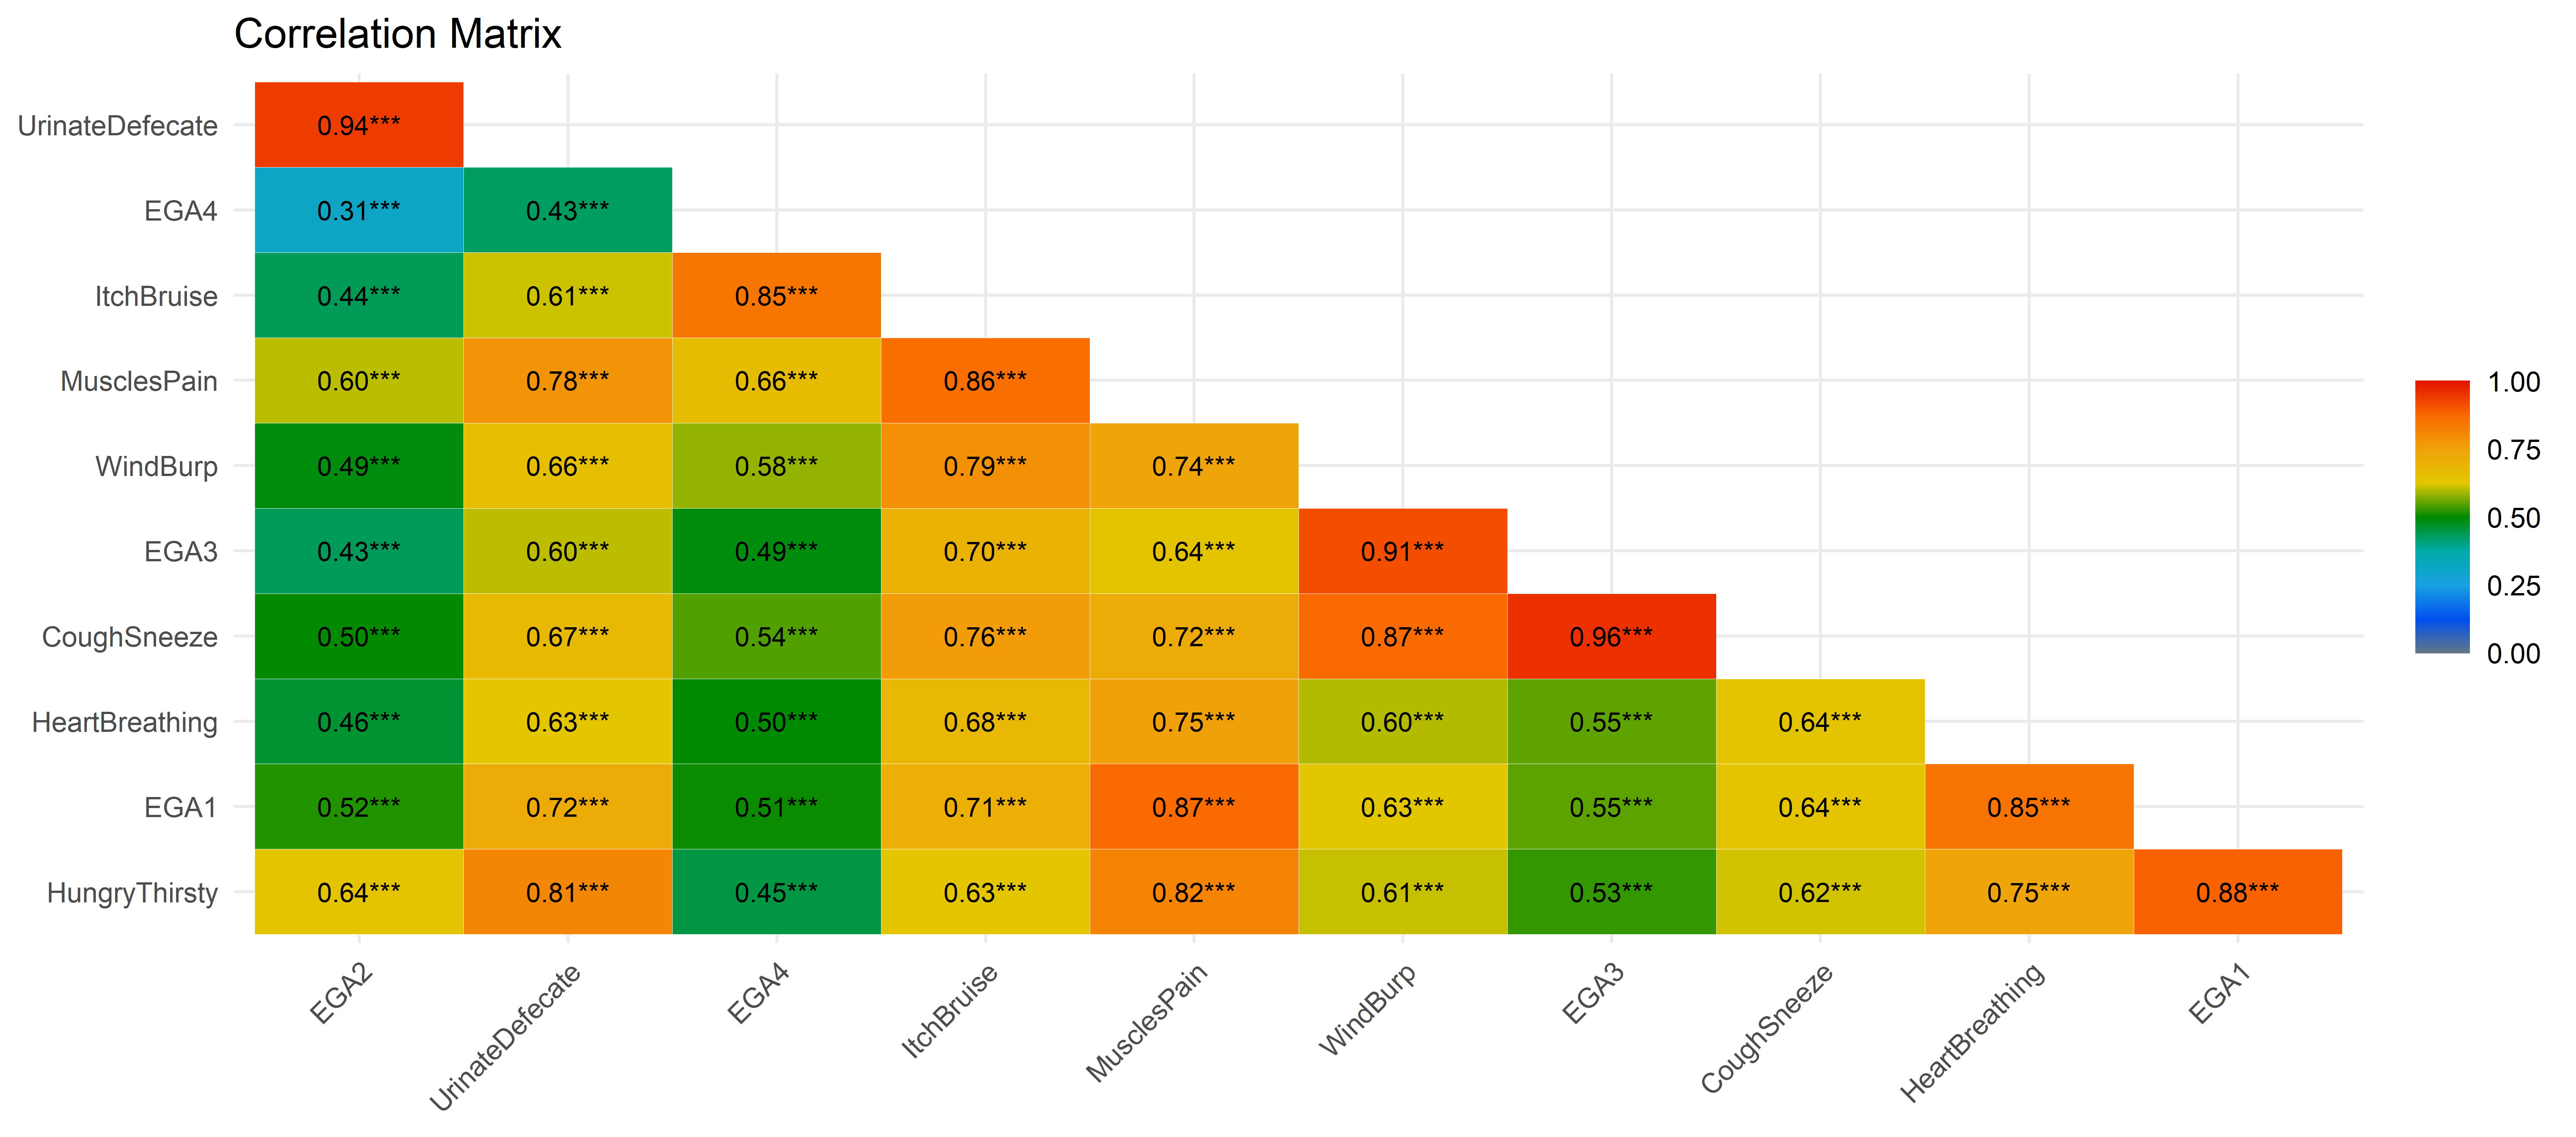 Correlation Matrix
UrinateDefecate 0.94***
EGA4 0.31*** 0.43***
ItchBruise 0.44*** 0.61*** 0.85***
MusclesPain 0.60*** 0.78*** 0.66*** 0.86***
WindBurp 0.49*** 0.66*** 0.58*** 0.79*** 0.74***
EGA3 0.43*** 0.60*** 0.49*** 0.70*** 0.64*** 0.91***
CoughSneeze 0.50*** 0.67*** 0.54*** 0.76*** 0.72*** 0.87*** 0.96***
HeartBreathing 0.46*** 0.63*** 0.50*** 0.68*** 0.75*** 0.60*** 0.55*** 0.64***
EGA1 0.52*** 0.72*** 0.51*** 0.71*** 0.87*** 0.63*** 0.55*** 0.64*** 0.85***
HungryThirsty 0.64*** 0.81*** 0.45*** 0.63*** 0.82*** 0.61*** 0.53*** 0.62*** 0.75*** 0.88***
EGA2 UrinateDefecate EGA4 ItchBruise MusclesPain WindBurp EGA3 CoughSneeze HeartBreathing EGA1
1.00
0.75
0.50
0.25
0.00